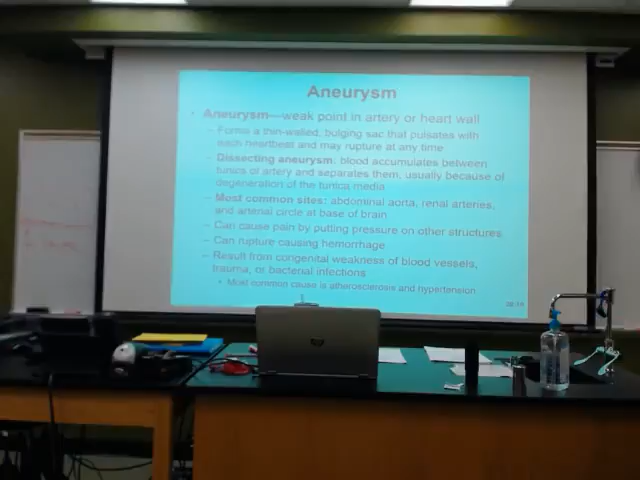 Aneurysm
• Aneurysm—weak point in artery or heart wall
– Forms a thin-walled, bulging sac that pulsates with
each heartbeat and may rupture at any time
– Dissecting aneurysm: blood accumulates between
tunics of artery and separates them, usually because of
degeneration of the tunica media
– Most common sites: abdominal aorta, renal arteries,
and arterial circle at base of brain
– Can cause pain by putting pressure on other structures
– Can rupture causing hemorrhage
– Result from congenital weakness of blood vessels,
trauma, or bacterial infections
• Most common cause is atherosclerosis and hypertension
hp